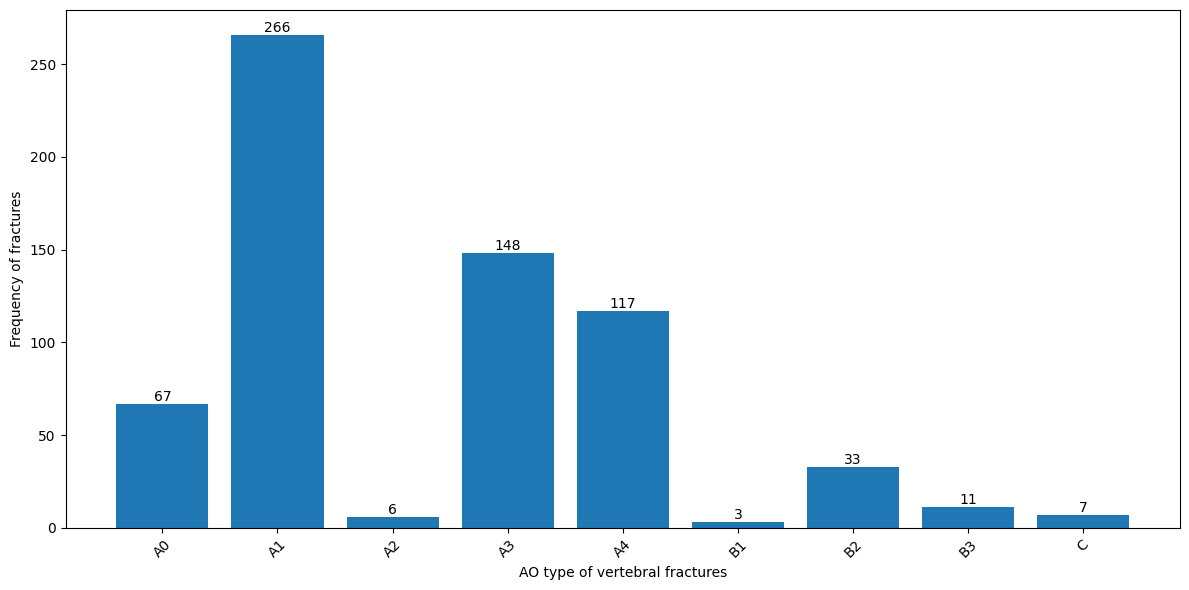 Frequency of fractures
250
200
150
100
50
0
67
266
6
148
117
3
33
11
7
A0
A1
A2
A3
A4
B1
B2
B3
C
AO type of vertebral fractures